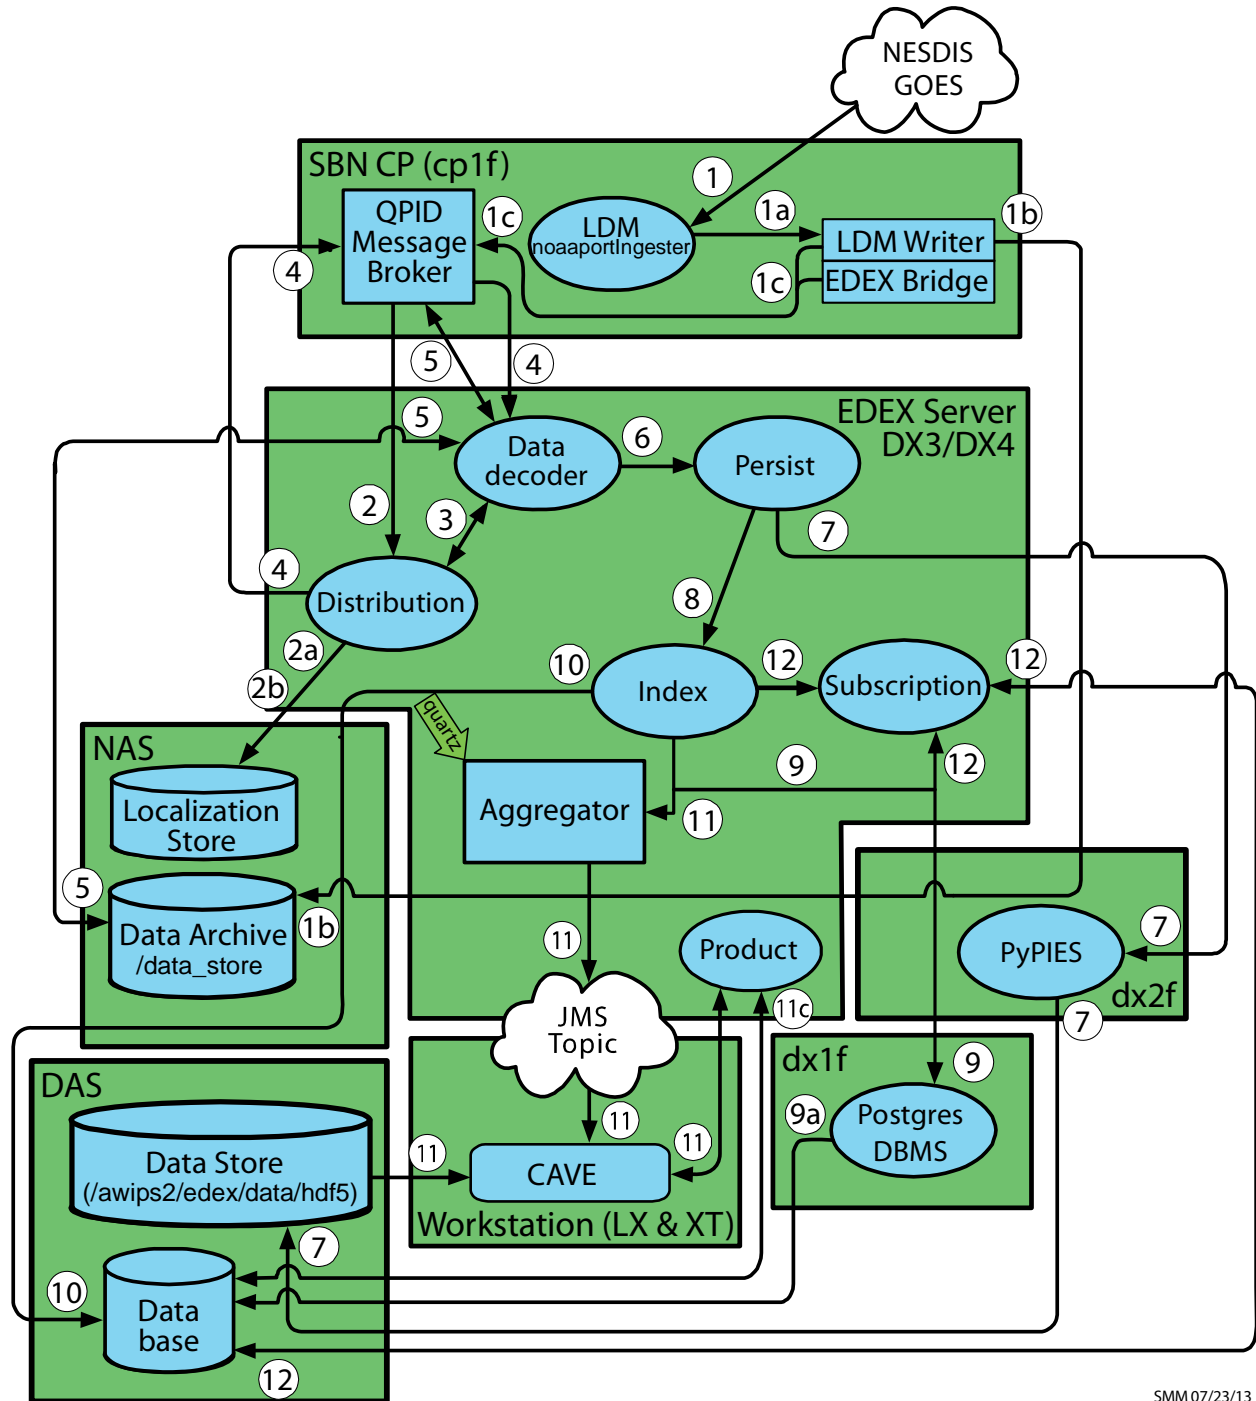 NESDIS
GOES
SBN CP (cp1f)
1
QPID
Message
Broker
1c
LDM
noaaportIngester
1a
1b
LDM Writer
EDEX Bridge
1c
4
5
4
EDEX Server
DX3/DX4
5
Data
decoder
6
Persist
2
3
7
4
Distribution
8
2a
2b
10
Index
12
Subscription
12
quartz
NAS
9
12
Localization
Store
Aggregator
11
5
Data Archive
/data_store
1b
11
Product
7
PyPIES
dx2f
7
JMS
Topic
11c
DAS
dx1f
9
9a
Postgres
DBMS
11
11
11
Data Store
(/awips2/edex/data/hdf5)
CAVE
Workstation (LX & XT)
7
10
Data
base
12
SMM 07/23/13